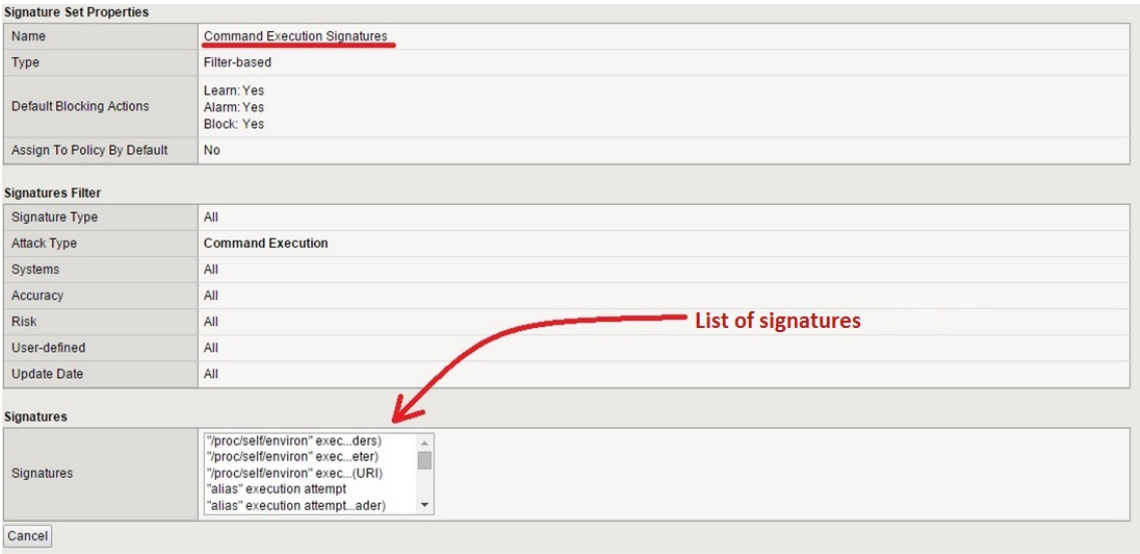 Signature Set Properties
Name Command Execution Signatures
Type Filter-based
Default Blocking Actions Learn: Yes
Alarm: Yes
Block: Yes
Assign To Policy By Default No
Signatures Filter
Signature Type All
Attack Type Command Execution
Systems All
Accuracy All
Risk All
List of signatures
User-defined All
Update Date All
Signatures
Signatures "/proc/self/environ" exec...ders)
"/proc/self/environ" exec...eter)
"/proc/self/environ" exec...(URI)
"alias" execution attempt
"alias" execution attempt...ader)
Cancel